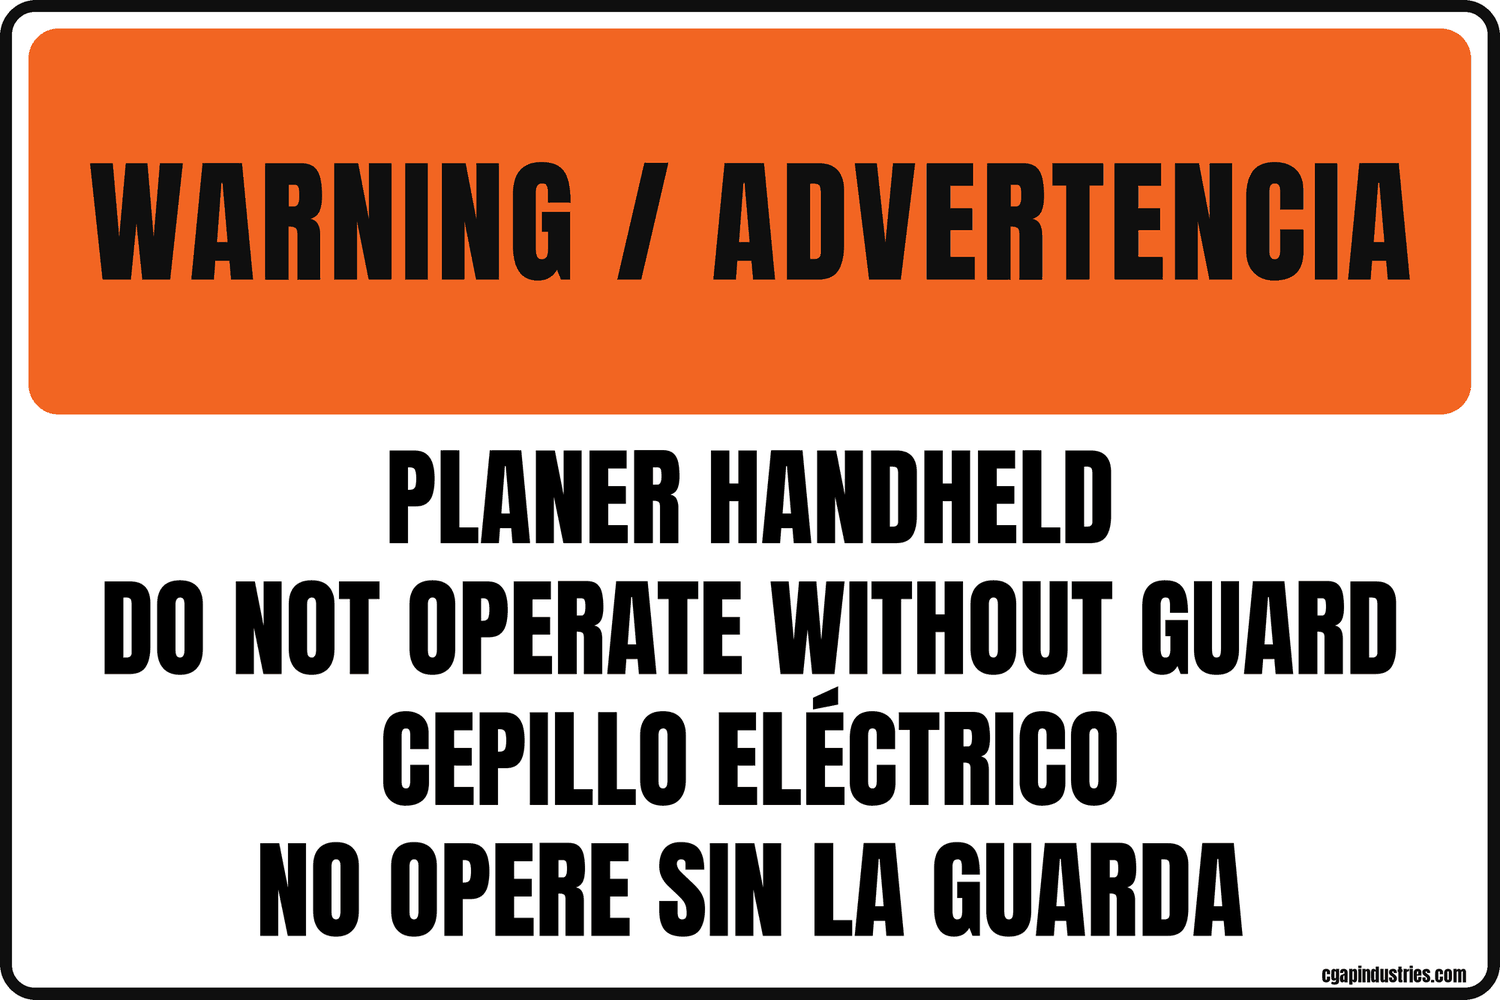 WARNING / ADVERTENCIA
PLANER HANDHELD
DO NOT OPERATE WITHOUT GUARD
CEPILLO ELÉCTRICO
NO OPERE SIN LA GUARDA
cgapindustries.com